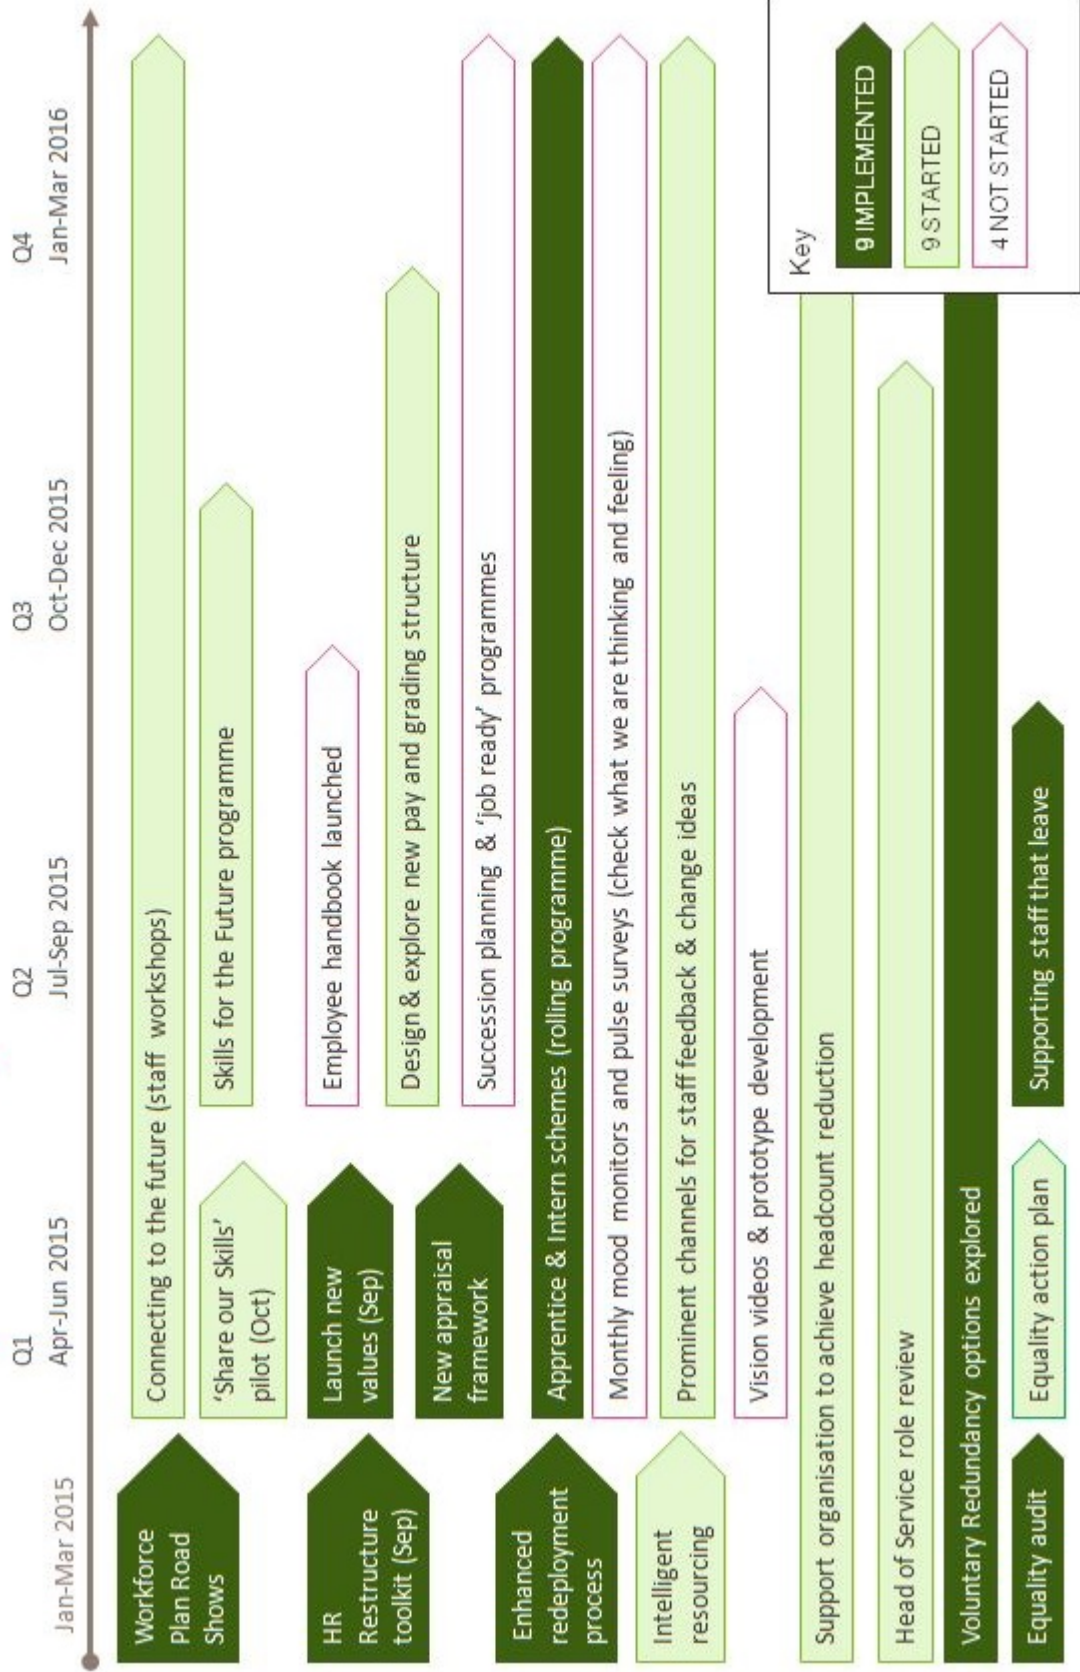 Q1
Q2
Q3
Q4
Jan-Mar 2015
Apr-Jun 2015
Jul-Sep 2015
Oct-Dec 2015
Jan-Mar 2016
Workforce
Plan Road
Shows
Connecting to the future (staff workshops)
‘Share our Skills’
pilot (Oct)
Skills for the Future programme
HR
Restructure
toolkit (Sep)
Launch new
values (Sep)
Employee handbook launched
Design & explore new pay and grading structure
New appraisal
framework
Succession planning & ‘job ready’ programmes
Enhanced
redeployment
process
Apprentice & Intern schemes (rolling programme)
Monthly mood monitors and pulse surveys (check what we are thinking and feeling)
Intelligent
resourcing
Prominent channels for staff feedback & change ideas
Vision videos & prototype development
Support organisation to achieve headcount reduction
Head of Service role review
Voluntary Redundancy options explored
Equality audit
Equality action plan
Supporting staff that leave
Key
9 IMPLEMENTED
9 STARTED
4 NOT STARTED